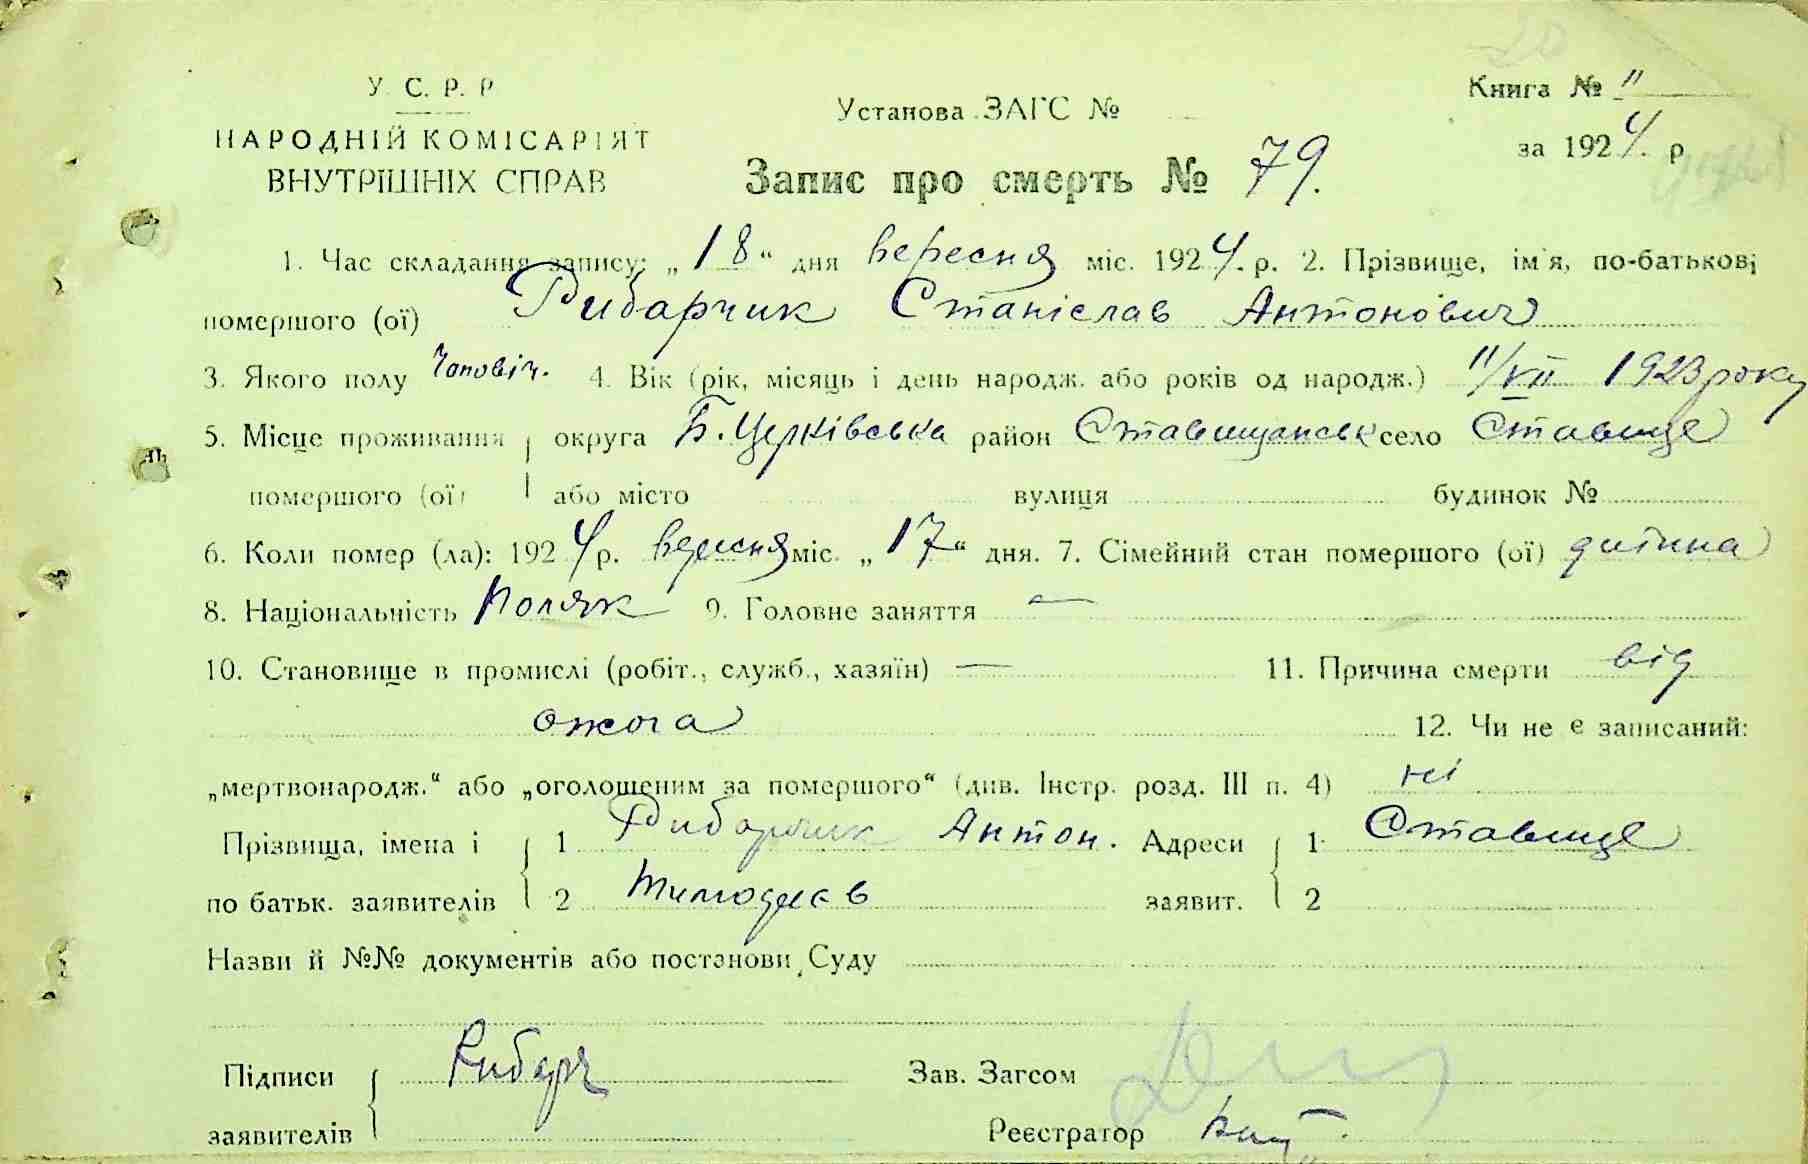 У. С. Р. Р
НАРОДНІЙ КОМІСАРІЯТ
ВНУТРІШНІХ СПРАВ
Установа ЗАГС №
Книга № II
за 1924 р
Запис про смерть № 79.
1. Час складання запису: „18“ дня вересня міс. 1924. р. 2. Прізвище, ім'я, по-батькові
помершого (ої) Рибарчик Станіслав Антонович
3. Якого полу Чоповіч. 4. Вік (рік, місяць і день народж. або років од народж.) 11/VII 1923 року
5. Місце проживання округа Б. Церківська район Ставищанськ село Ставище
помершого (ої) або місто вулиця будинок №
6. Коли помер (ла): 1924 р. вересня міс. „17“ дня. 7. Сімейний стан помершого (ої) дитина
8. Національність Поляк 9. Головне заняття —
10. Становище в промислі (робіт., служб., хазяїн) — 11. Причина смерти від
ожога 12. Чи не є записаний:
„мертвонародж.“ або „оголошеним за помершого“ (див. Інстр. розд. III п. 4) ні
Прізвища, імена і 1 Рибарчик Антон. Адреси 1 Ставище
по батьк. заявителів 2 заявит. 2
Назви й №№ документів або постанови Суду
Підписи Рибарч Зав. Загсом
заявителів Реєстратор